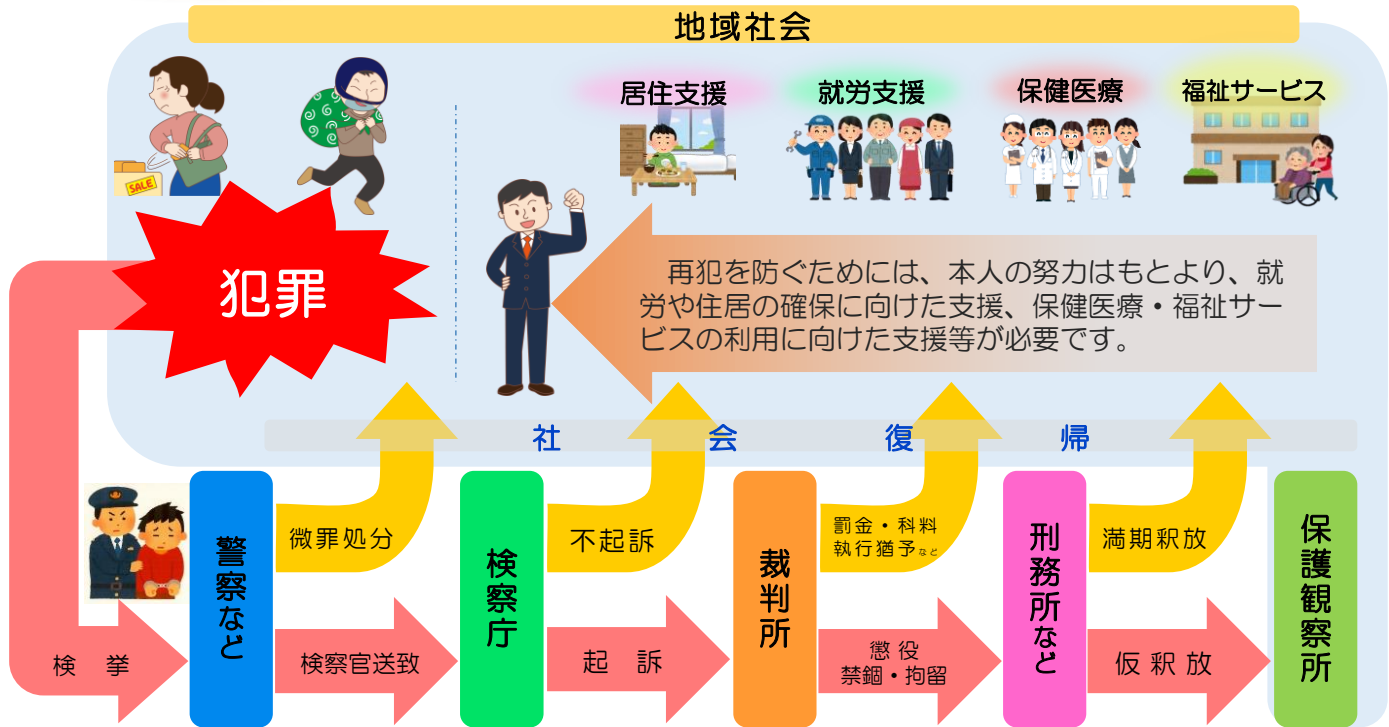 地域社会
居住支援
就労支援
保健医療
福祉サービス
SALE
犯罪
再犯を防ぐためには、本人の努力はもとより、就
労や住居の確保に向けた支援、保健医療・福祉サー
ビスの利用に向けた支援等が必要です。
社会復帰
警察など
微罪処分
検察庁
不起訴
裁判所
罰金・科料
執行猶予など
刑務所など
満期釈放
保護観察所
検挙
検察官送致
起訴
懲役
禁錮・拘留
仮釈放